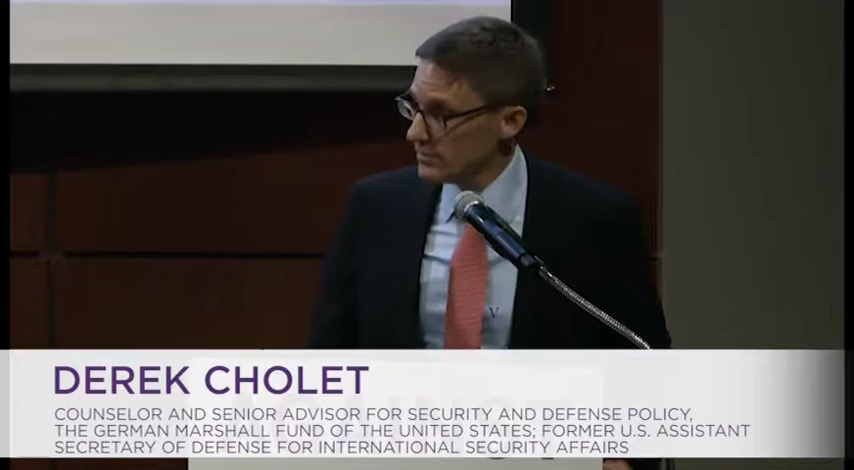 DEREK CHOLET
COUNSELOR AND SENIOR ADVISOR FOR SECURITY AND DEFENSE POLICY,
THE GERMAN MARSHALL FUND OF THE UNITED STATES; FORMER U.S. ASSISTANT
SECRETARY OF DEFENSE FOR INTERNATIONAL SECURITY AFFAIRS